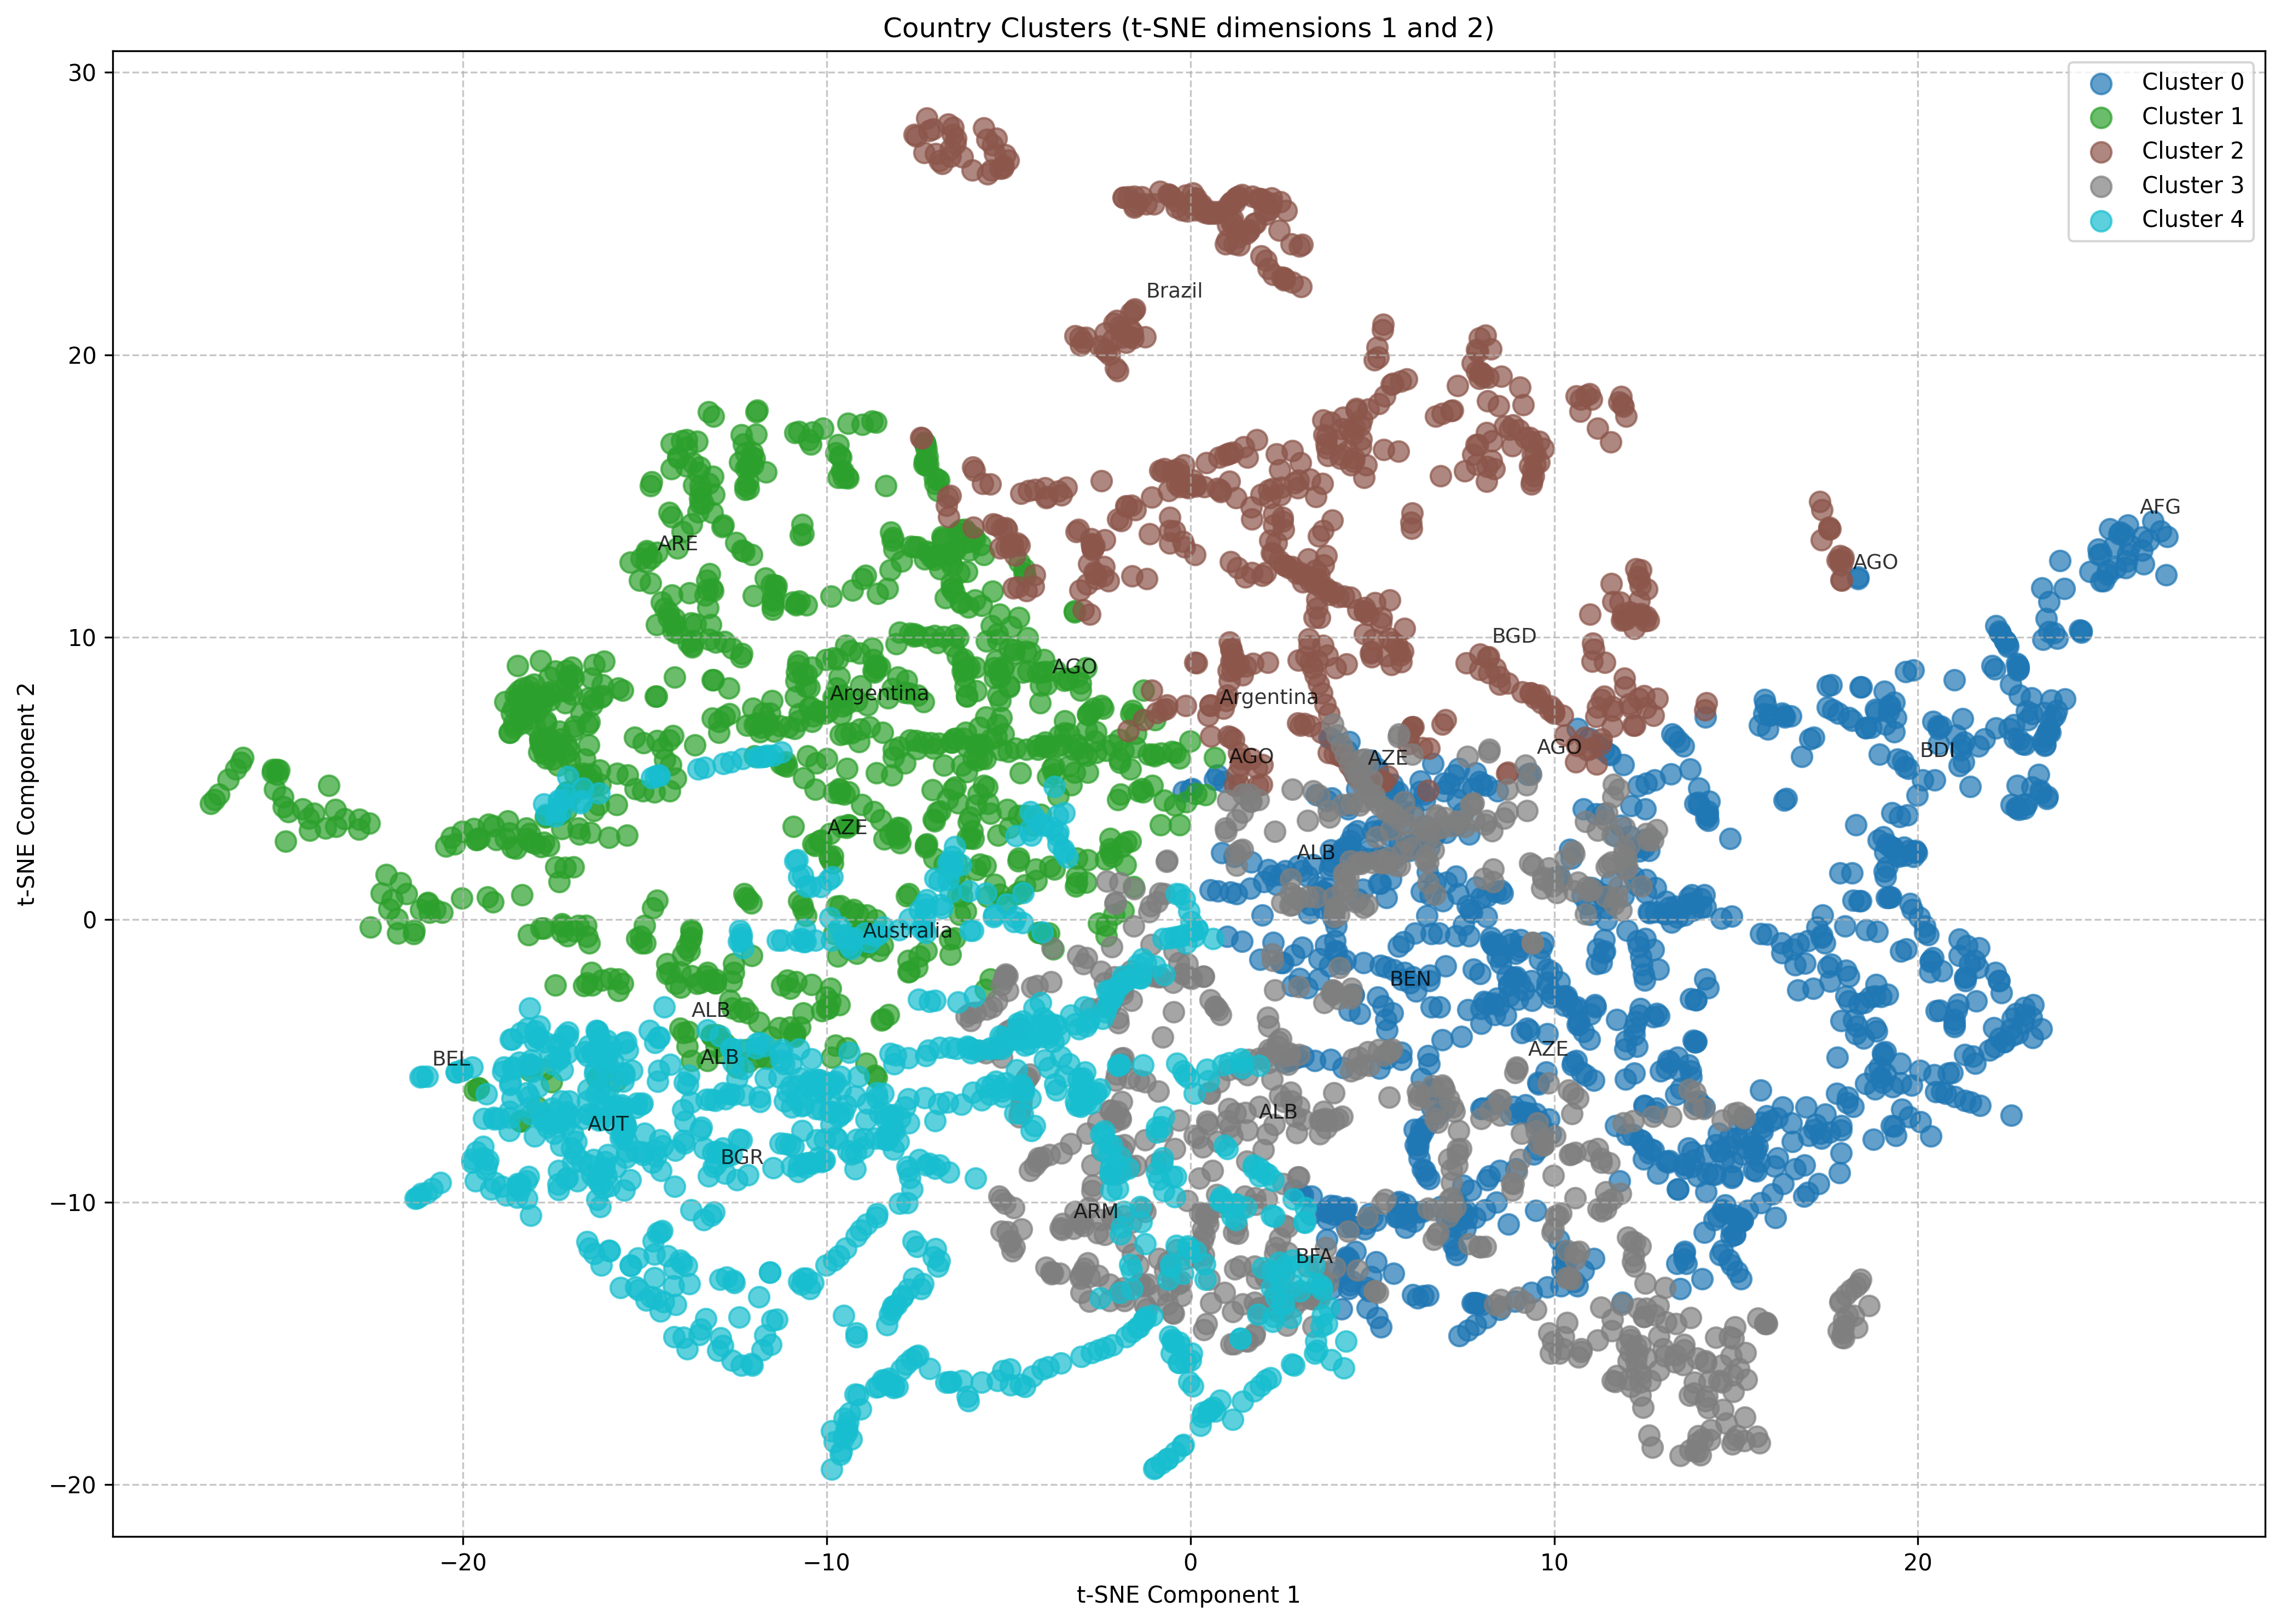 Country Clusters (t-SNE dimensions 1 and 2)
Cluster 0
Cluster 1
Cluster 2
Cluster 3
Cluster 4
30
20
10
0
−10
−20
t-SNE Component 2
Brazil
AFG
ARE
AGO
AGO
BGD
Argentina
Argentina
AGO
AGO
AZE
BDI
AZE
ALB
Australia
BEN
ALB
ALB
BEL
AZE
AUT
ALB
BGR
ARM
BFA
−20
−10
0
10
20
t-SNE Component 1